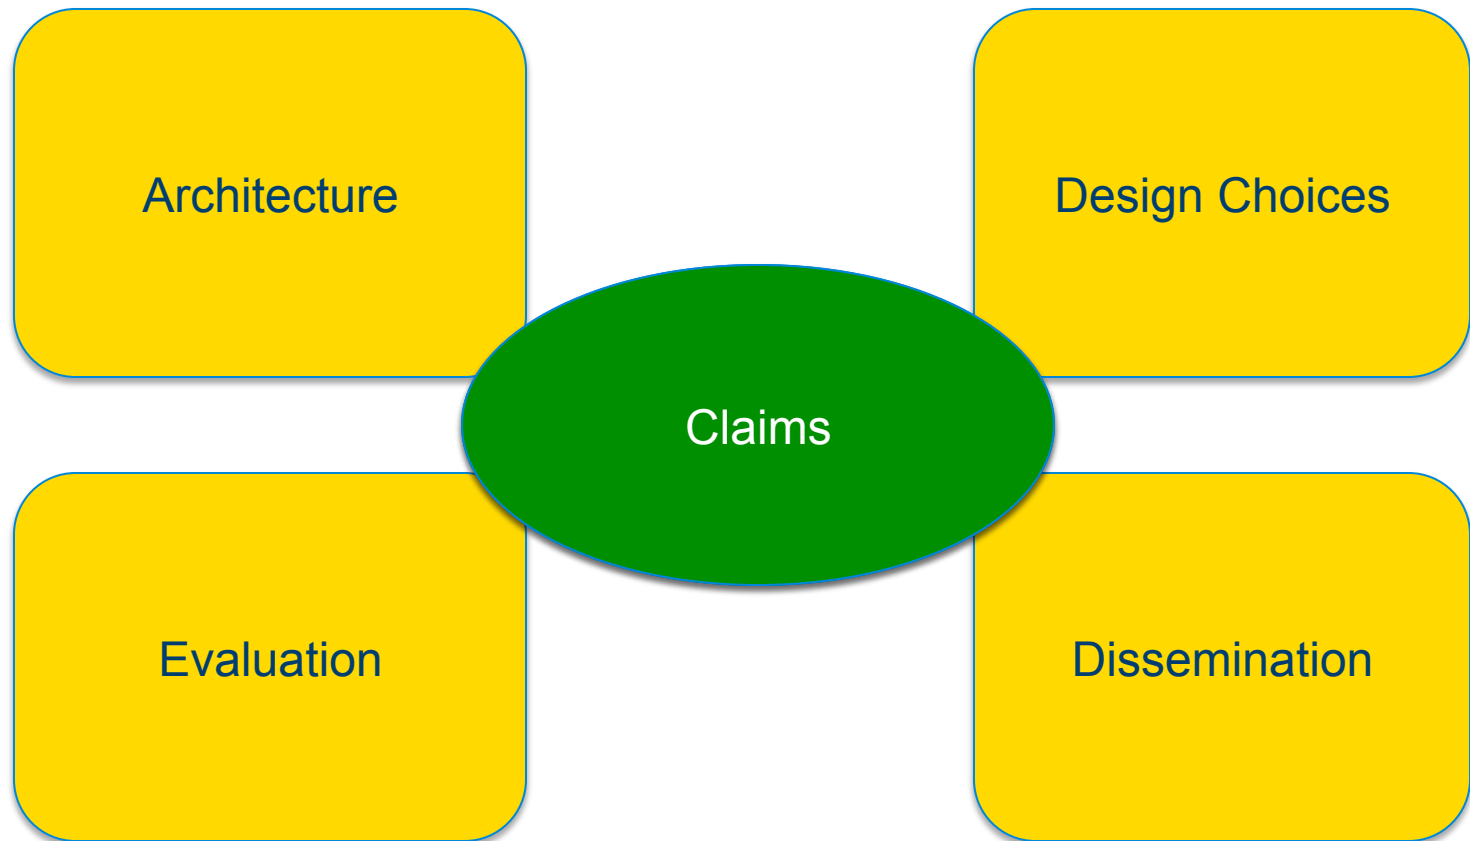 Architecture
Design Choices
Claims
Evaluation
Dissemination